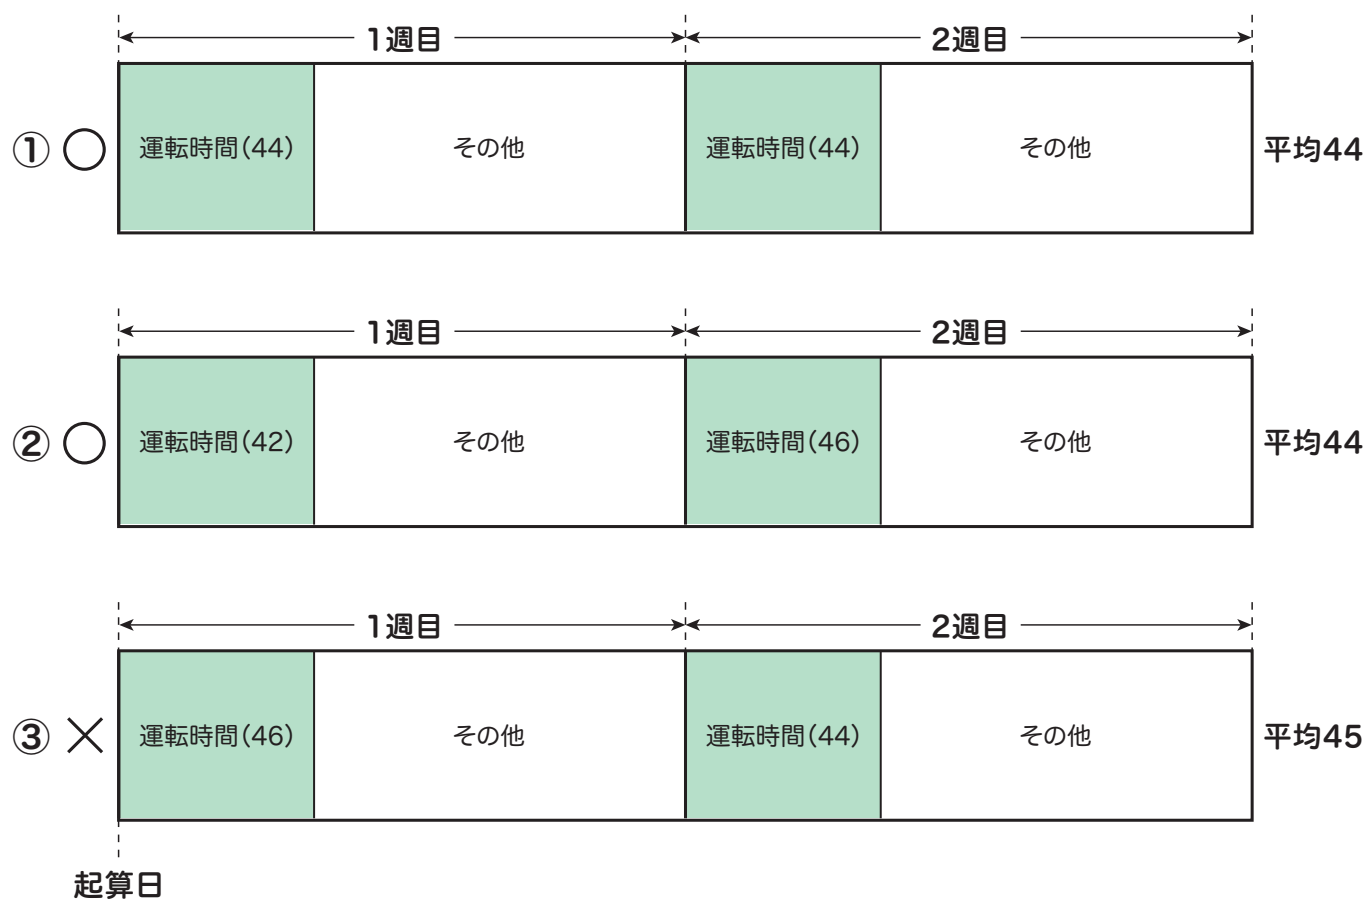 1週目 2週目
① ○ 運転時間（44） その他 運転時間（44） その他 平均44
1週目 2週目
② ○ 運転時間（42） その他 運転時間（46） その他 平均44
1週目 2週目
③ × 運転時間（46） その他 運転時間（44） その他 平均45
起算日